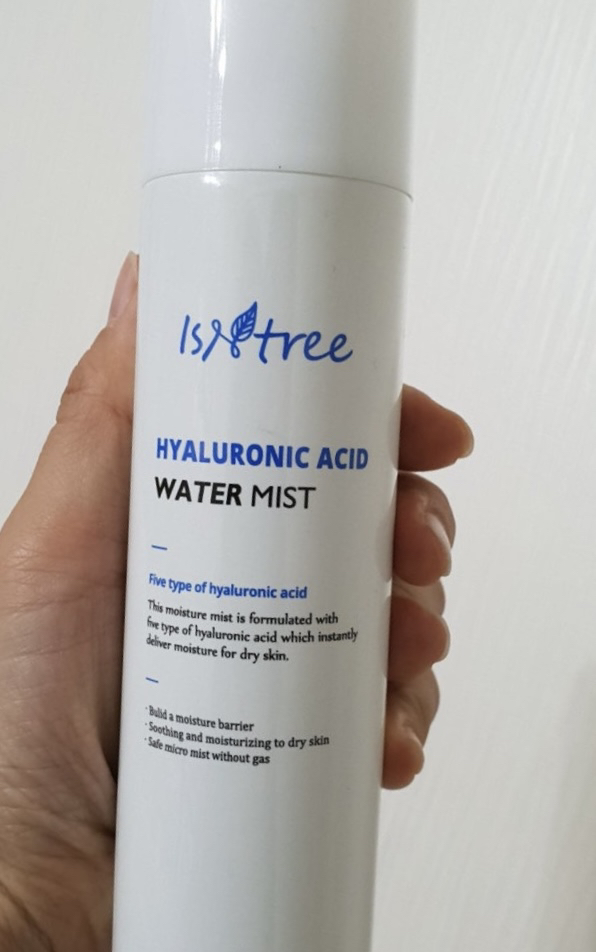 Isntree
HYALURONIC ACID
WATER MIST
Five type of hyaluronic acid
This moisture mist is formulated with
five type of hyaluronic acid which instantly
deliver moisture for dry skin.
· Bulid a moisture barrier
· Soothing and moisturizing to dry skin
· Safe micro mist without gas